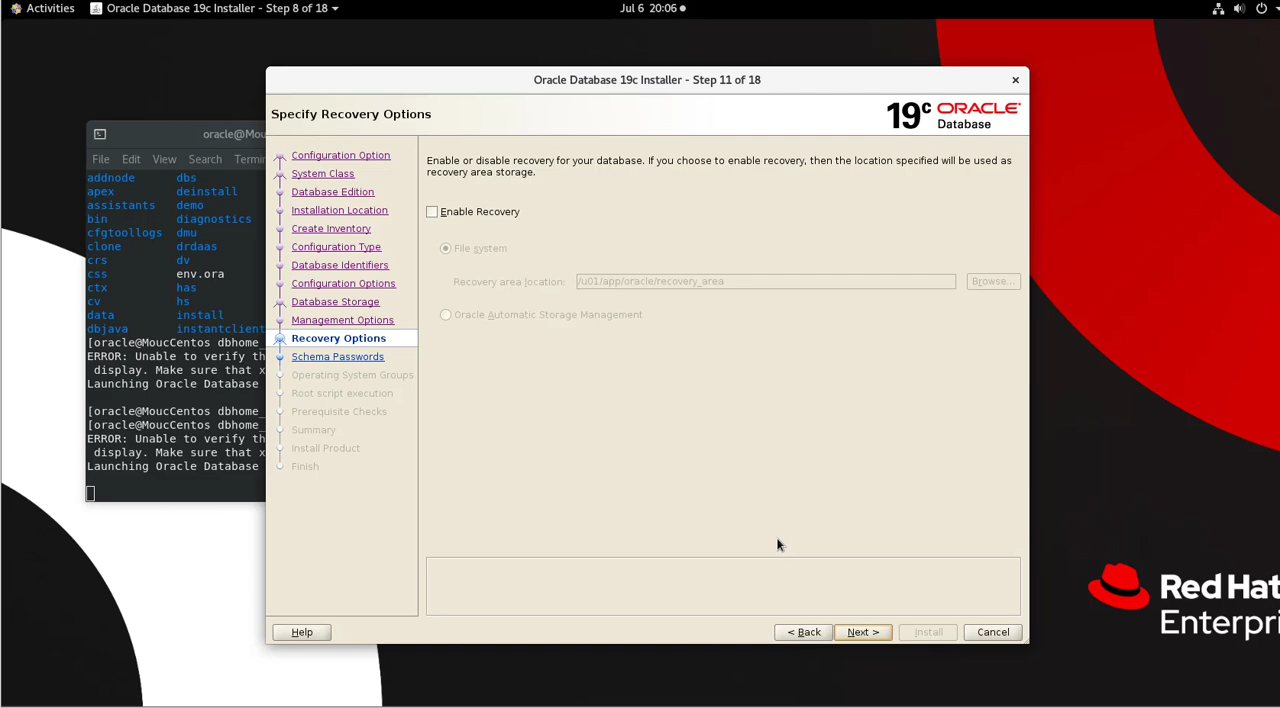 Activities
Oracle Database 19c Installer - Step 8 of 18
Jul 6 20:06
Oracle Database 19c Installer - Step 11 of 18
Specify Recovery Options
19c ORACLE
Database
oracle@Mou
File Edit View Search Termin
addnode dbs
apex deinstall
assistants demo
bin diagnostics
cfgtoollogs dmu
clone drdaas
crs dv
css env.ora
ctx has
cv hs
data install
dbjava instantclient
[oracle@MoucCentos dbhome_
ERROR: Unable to verify th
display. Make sure that x
Launching Oracle Database
[oracle@MoucCentos dbhome_
[oracle@MoucCentos dbhome_
ERROR: Unable to verify th
display. Make sure that x
Launching Oracle Database
Configuration Option
System Class
Database Edition
Installation Location
Create Inventory
Configuration Type
Database Identifiers
Configuration Options
Database Storage
Management Options
Recovery Options
Schema Passwords
Operating System Groups
Root script execution
Prerequisite Checks
Summary
Install Product
Finish
Enable or disable recovery for your database. If you choose to enable recovery, then the location specified will be used as
recovery area storage.
Enable Recovery
File system
Recovery area location: /u01/app/oracle/recovery_area Browse...
Oracle Automatic Storage Management
Help
< Back
Next >
Install
Cancel
Red Hat
Enterpri